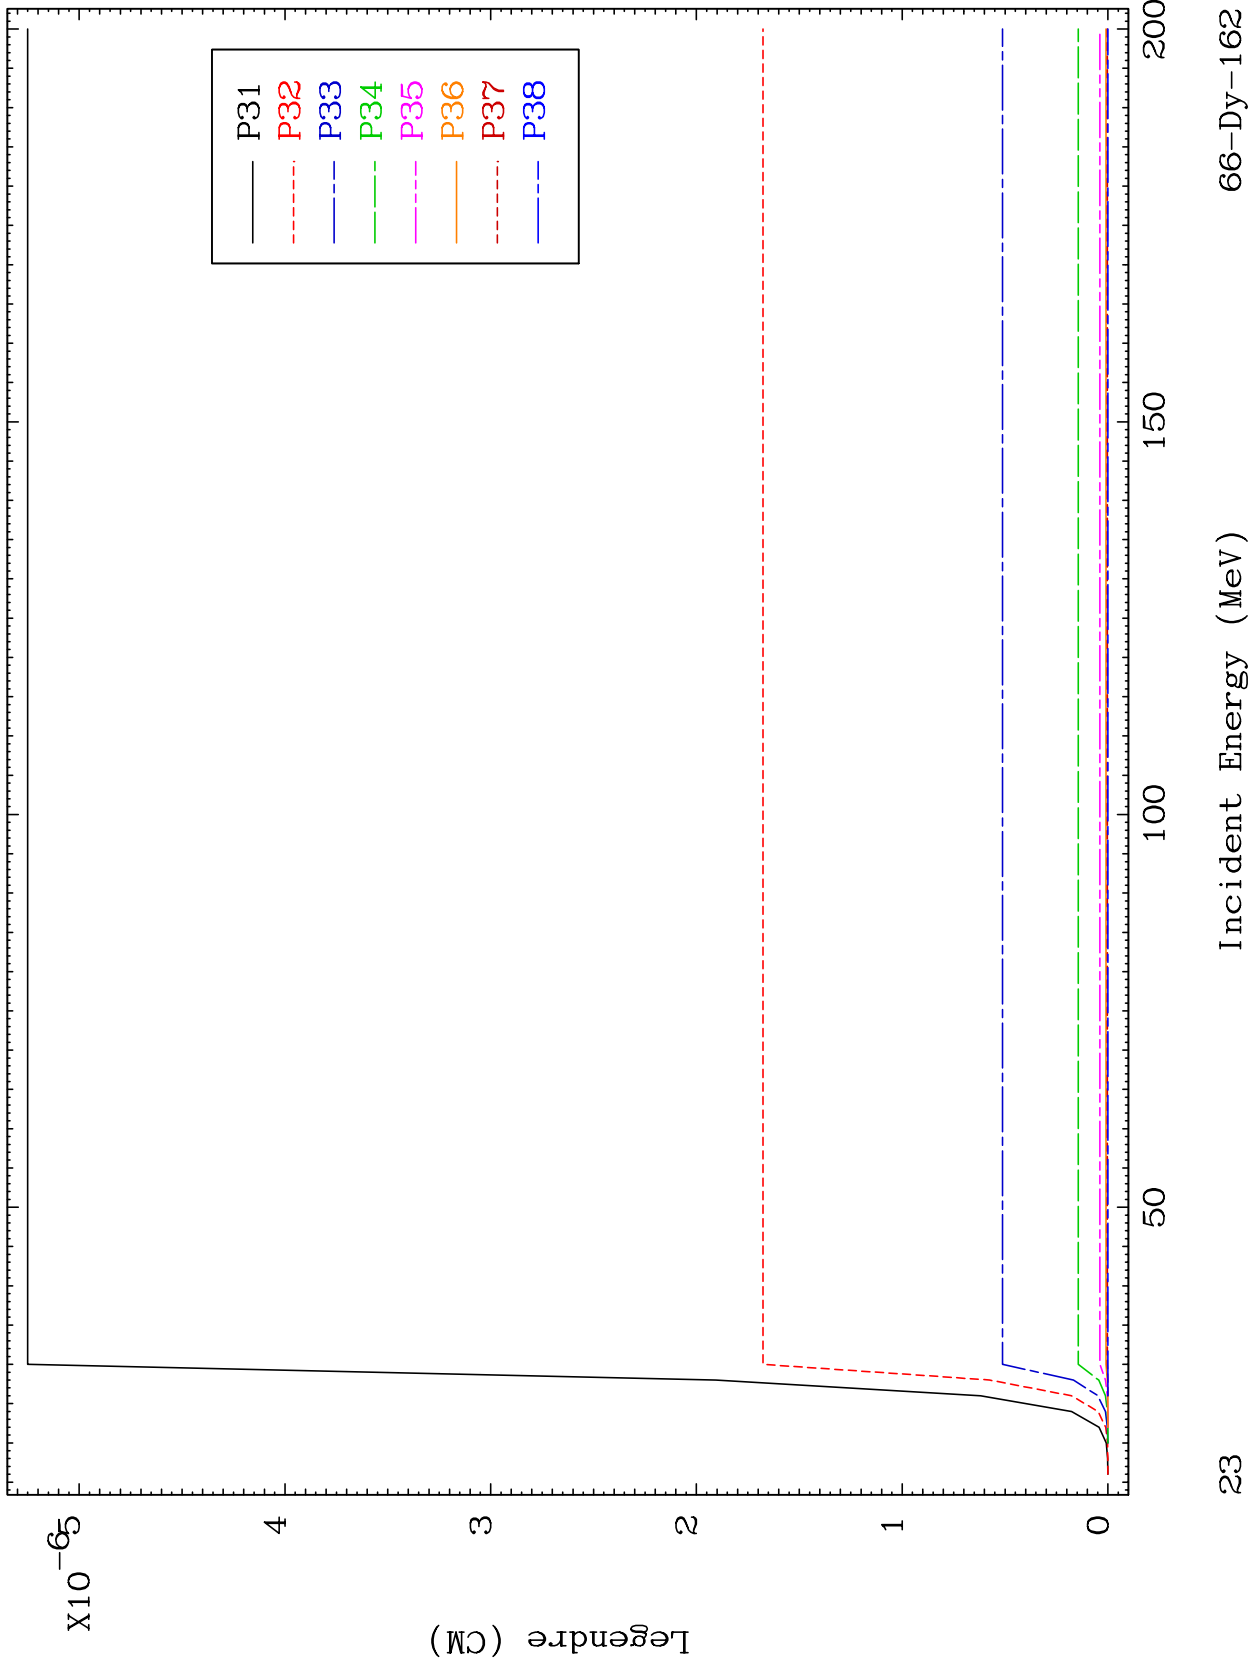 X10
-6
5
4
3
2
1
0
Legendre (CM)
P31
P32
P33
P34
P35
P36
P37
P38
50
100
150
200
Incident Energy (MeV)
23
66-Dy-162